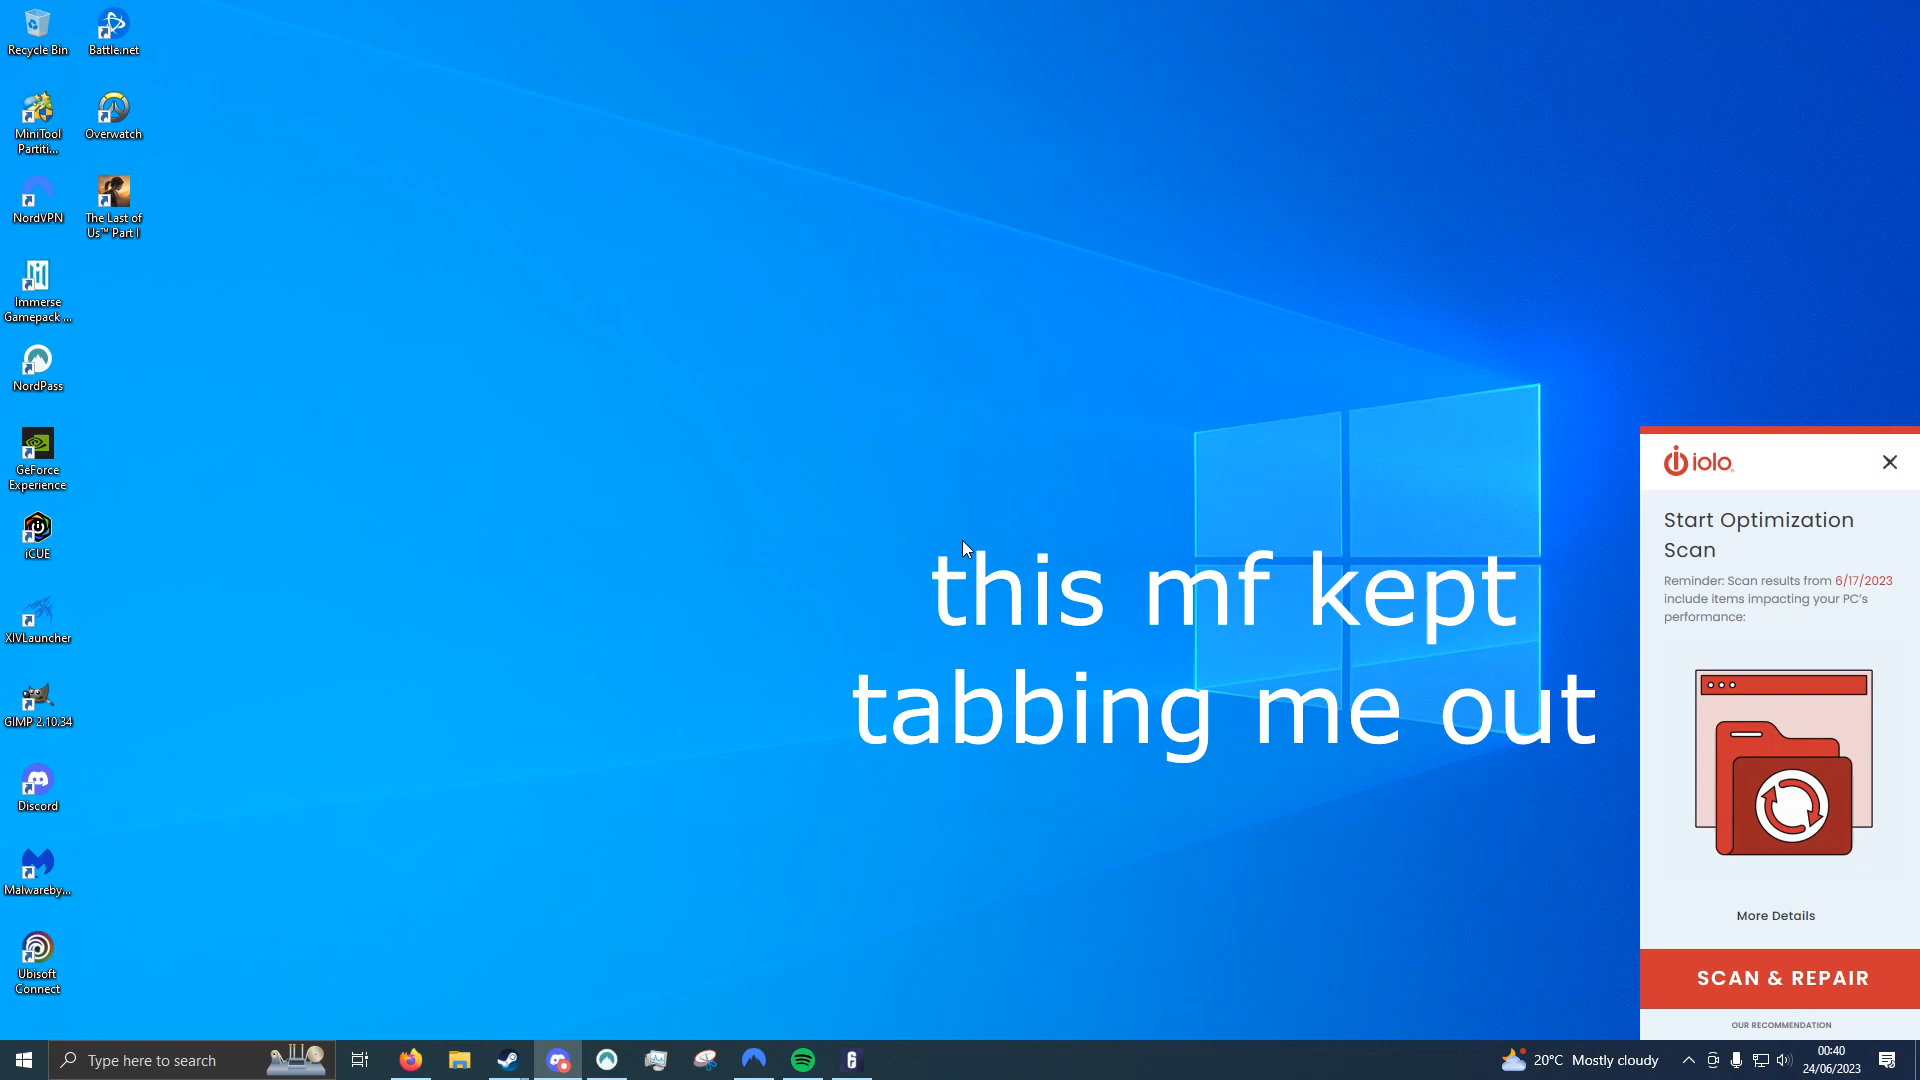 Recycle Bin
Battle.net
MiniTool
Partiti...
Overwatch
NordVPN
The Last of
Us™ Part I
Immerse
Gamepack ...
NordPass
GeForce
Experience
iCUE
XIVLauncher
GIMP 2.10.34
Discord
Malwareby...
Ubisoft
Connect
this mf kept
tabbing me out
iolo
Start Optimization
Scan
Reminder: Scan results from 6/17/2023
include items impacting your PC's
performance:
More Details
SCAN & REPAIR
OUR RECOMMENDATION
Type here to search
20°C Mostly cloudy
00:40
24/06/2023